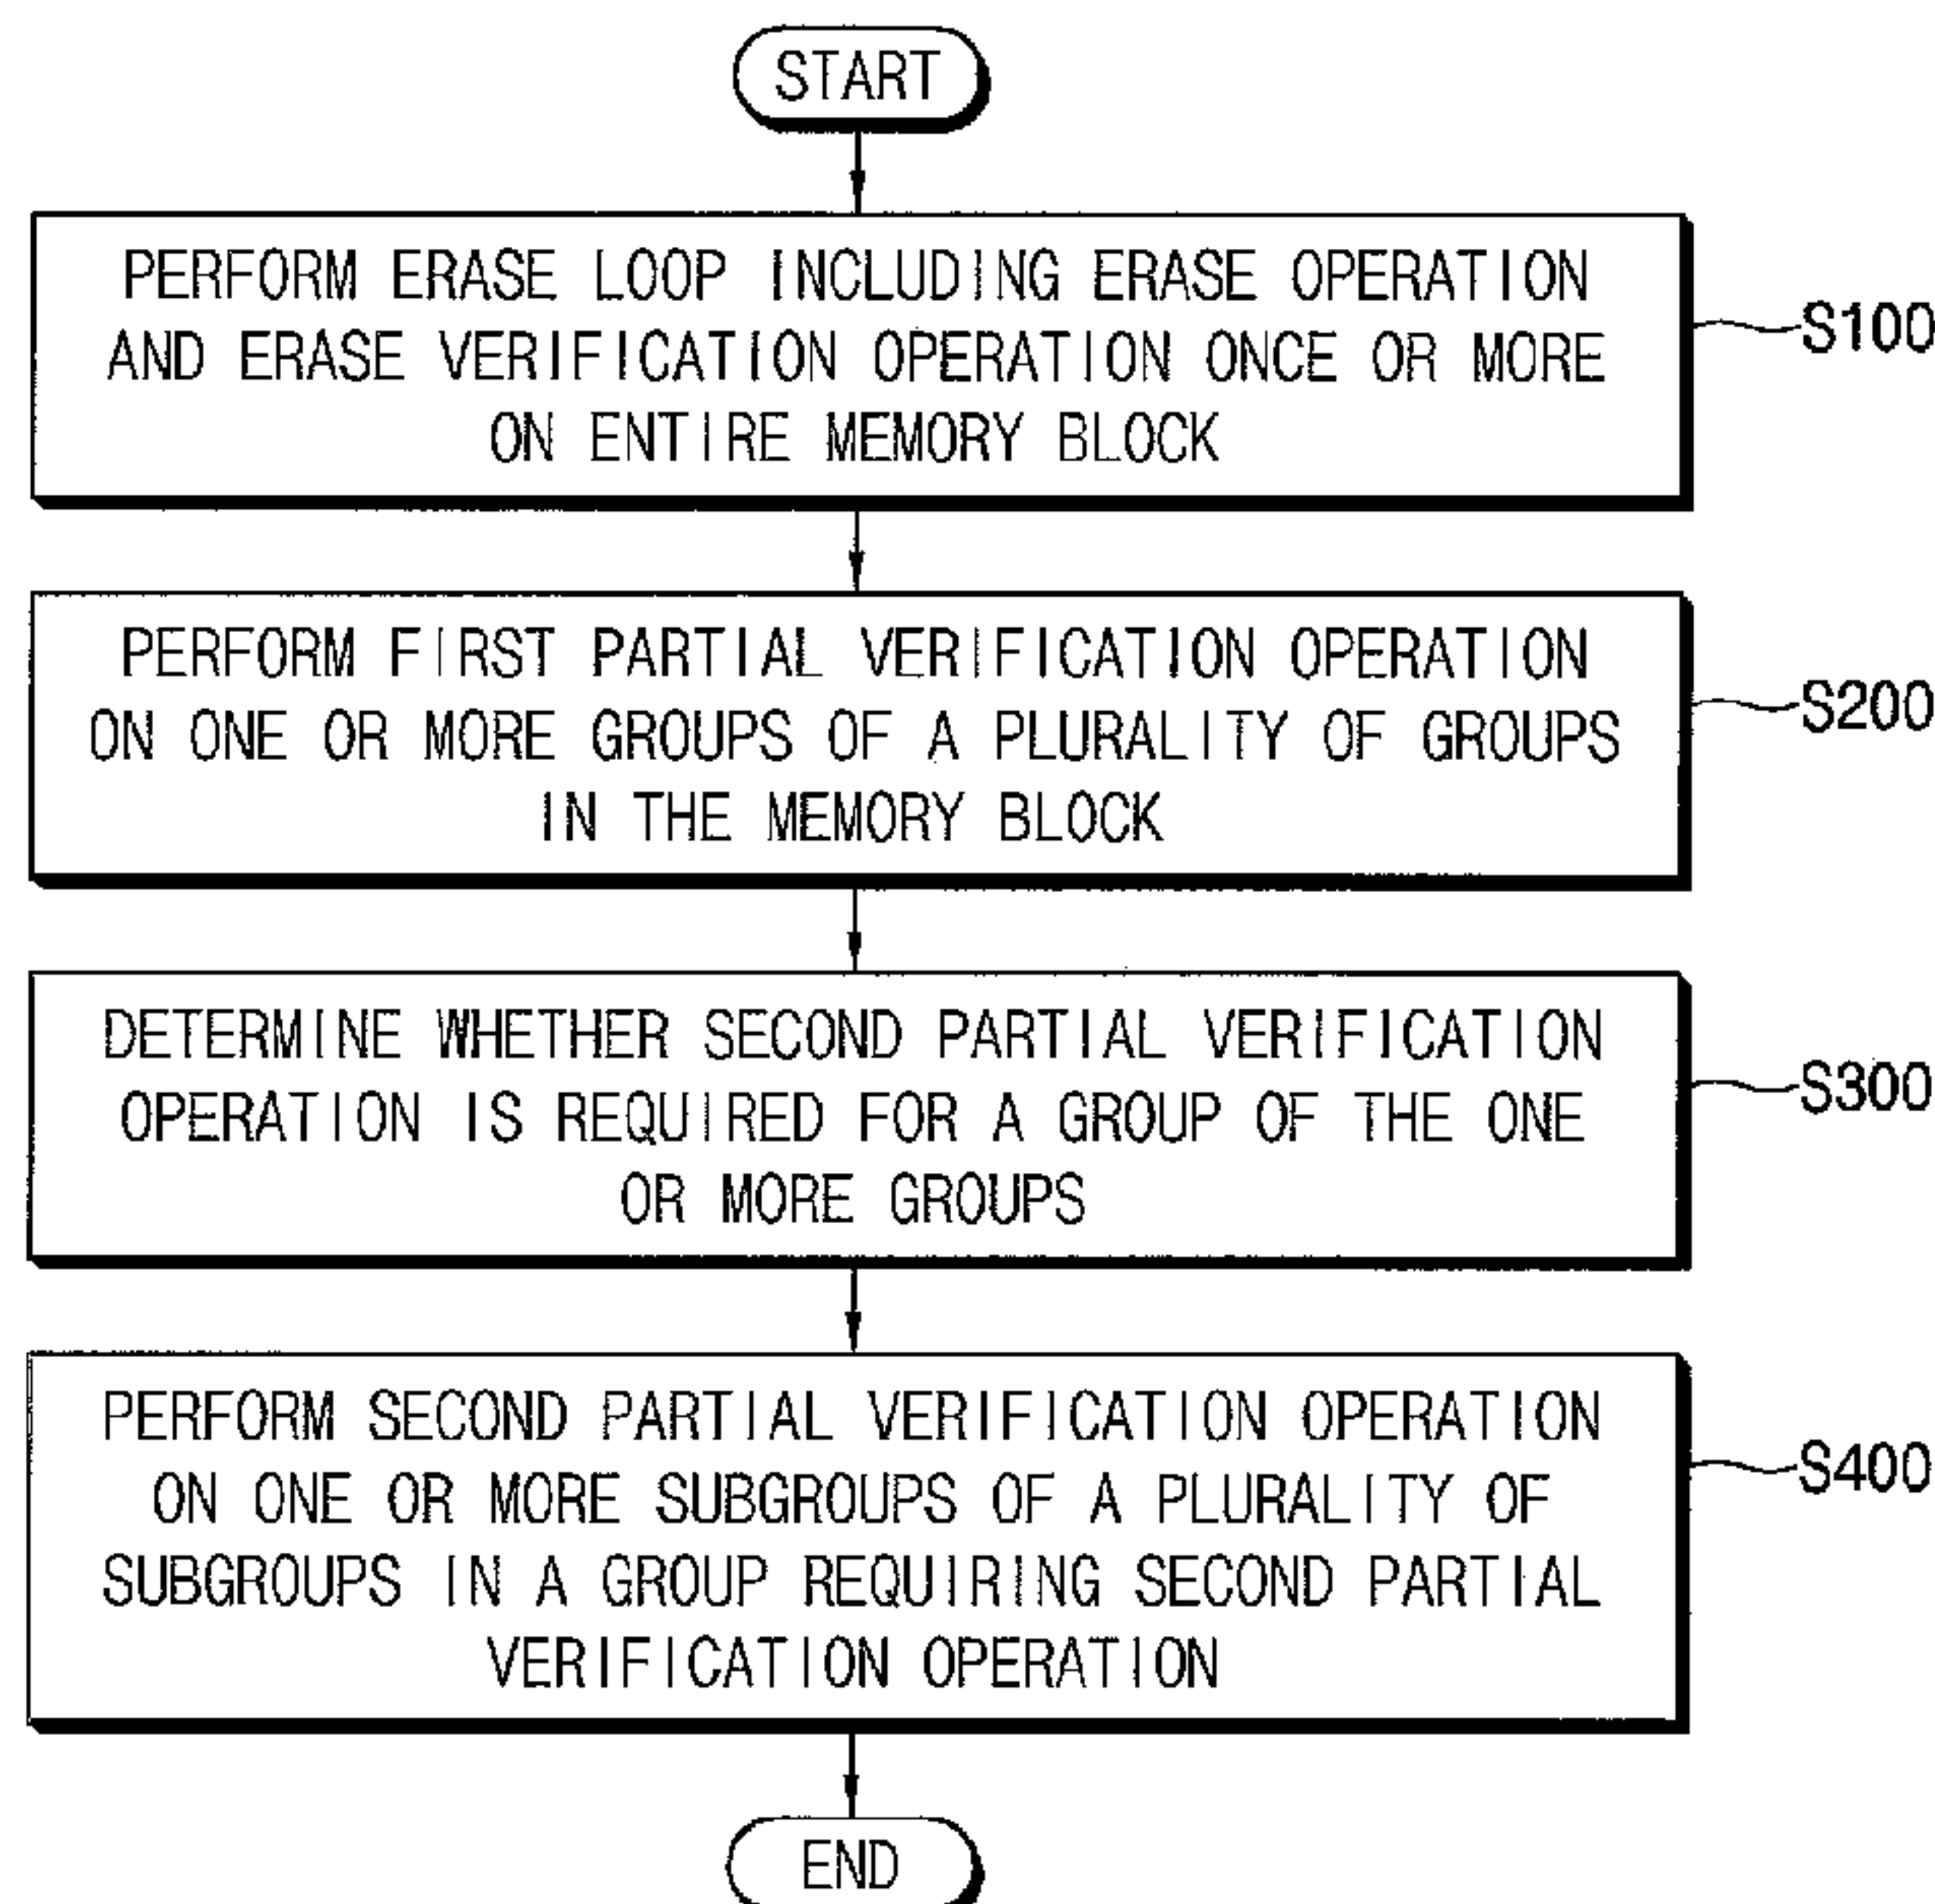 START
PERFORM ERASE LOOP INCLUDING ERASE OPERATION
AND ERASE VERIFICATION OPERATION ONCE OR MORE
ON ENTIRE MEMORY BLOCK
S100
PERFORM FIRST PARTIAL VERIFICATION OPERATION
ON ONE OR MORE GROUPS OF A PLURALITY OF GROUPS
IN THE MEMORY BLOCK
S200
DETERMINE WHETHER SECOND PARTIAL VERIFICATION
OPERATION IS REQUIRED FOR A GROUP OF THE ONE
OR MORE GROUPS
S300
PERFORM SECOND PARTIAL VERIFICATION OPERATION
ON ONE OR MORE SUBGROUPS OF A PLURALITY OF
SUBGROUPS IN A GROUP REQUIRING SECOND PARTIAL
VERIFICATION OPERATION
S400
END